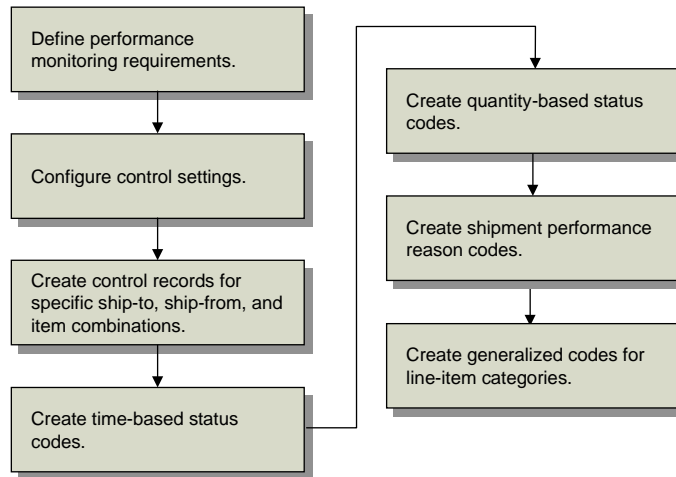 Define performance
monitoring requirements.
Configure control settings.
Create control records for
specific ship-to, ship-from, and
item combinations.
Create time-based status
codes.
Create quantity-based status
codes.
Create shipment performance
reason codes.
Create generalized codes for
line-item categories.